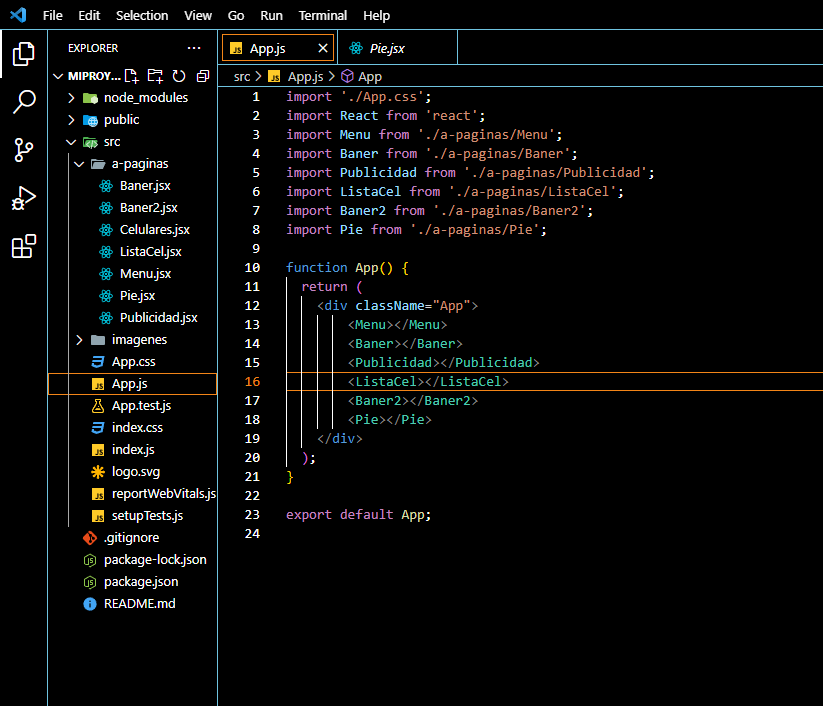 File Edit Selection View Go Run Terminal Help
EXPLORER ...
MIPROY...
node_modules
public
src
a-paginas
Baner.jsx
Baner2.jsx
Celulares.jsx
ListaCel.jsx
Menu.jsx
Pie.jsx
Publicidad.jsx
imagenes
App.css
App.js
App.test.js
index.css
index.js
logo.svg
reportWebVitals.js
setupTests.js
.gitignore
package-lock.json
package.json
README.md
App.js Pie.jsx
src > App.js > App
1 import './App.css';
2 import React from 'react';
3 import Menu from './a-paginas/Menu';
4 import Baner from './a-paginas/Baner';
5 import Publicidad from './a-paginas/Publicidad';
6 import ListaCel from './a-paginas/ListaCel';
7 import Baner2 from './a-paginas/Baner2';
8 import Pie from './a-paginas/Pie';
9
10 function App() {
11 return (
12 <div className="App">
13 <Menu></Menu>
14 <Baner></Baner>
15 <Publicidad></Publicidad>
16 <ListaCel></ListaCel>
17 <Baner2></Baner2>
18 <Pie></Pie>
19 </div>
20 );
21 }
22
23 export default App;
24